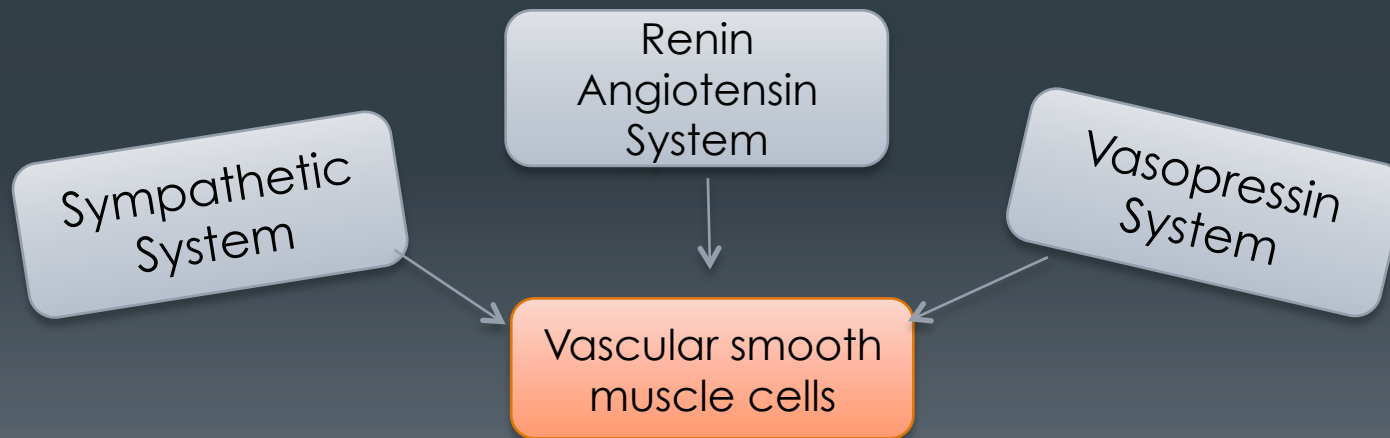 Renin
Angiotensin
System
Sympathetic
System
Vasopressin
System
Vascular smooth
muscle cells